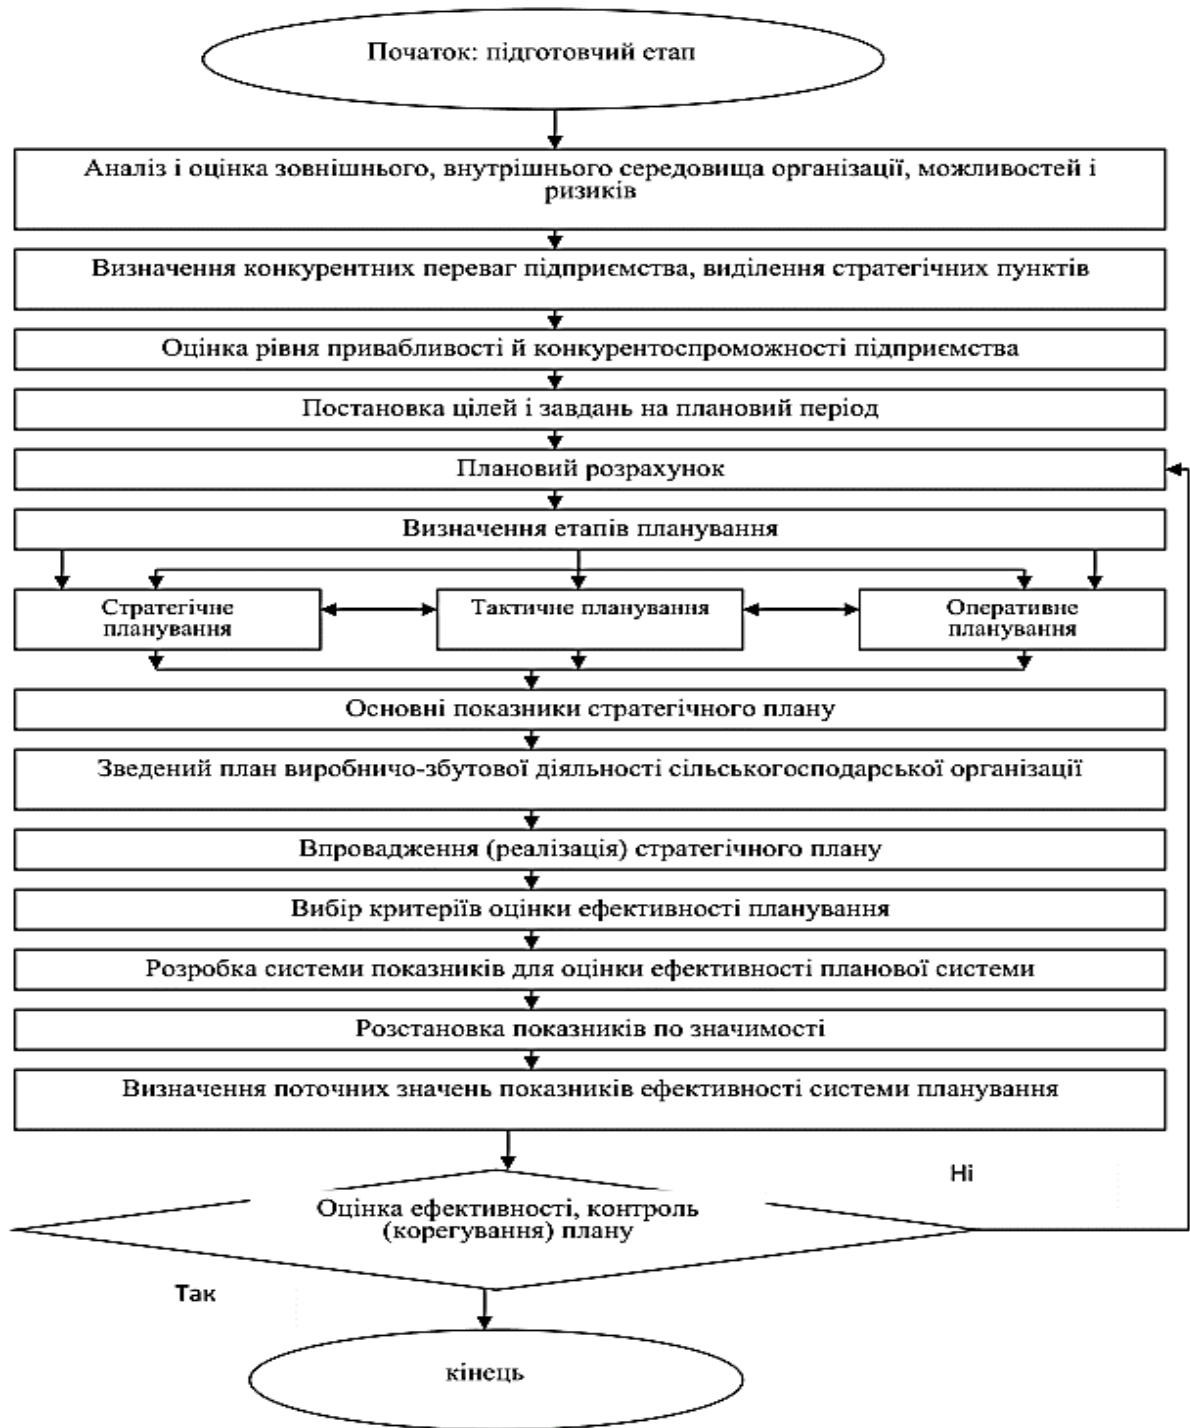 Початок: підготовчий етап
Аналіз і оцінка зовнішнього, внутрішнього середовища організації, можливостей і
ризиків
Визначення конкурентних переваг підприємства, виділення стратегічних пунктів
Оцінка рівня привабливості й конкурентоспроможності підприємства
Постановка цілей і завдань на плановий період
Плановий розрахунок
Визначення етапів планування
Стратегічне
планування
Тактичне планування
Оперативне
планування
Основні показники стратегічного плану
Зведений план виробничо-збутової діяльності сільськогосподарської організації
Впровадження (реалізація) стратегічного плану
Вибір критеріїв оцінки ефективності планування
Розробка системи показників для оцінки ефективності планової системи
Розстановка показників по значимості
Визначення поточних значень показників ефективності системи планування
Ні
Оцінка ефективності, контроль
(корегування) плану
Так
кінець